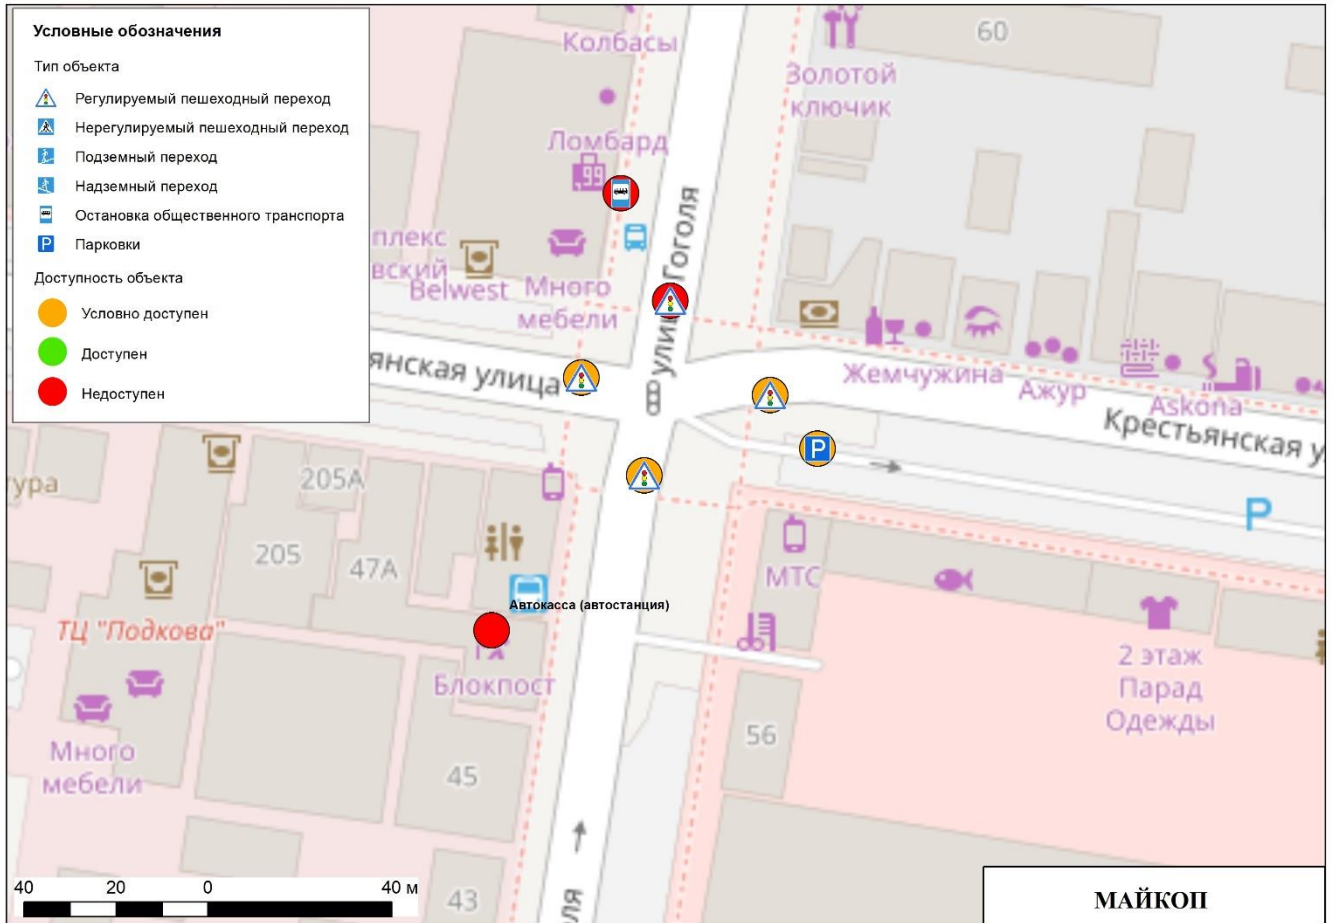 Условные обозначения
Тип объекта
Регулируемый пешеходный переход
Нерегулируемый пешеходный переход
Подземный переход
Надземный переход
Остановка общественного транспорта
Парковки
Доступность объекта
Условно доступен
Доступен
Недоступен
Колбасы
Ломбард
99
плекс
вский
Belwest
Много
мебели
Золотой
ключик
60
улица Гоголя
янская улица
Жемчужина
Ажур
Askona
Крестьянская у
P
P
ура
205А
205
47А
ТЦ "Подкова"
Автокасса (автостанция)
Блокпост
Много
мебели
45
43
МТС
56
2 этаж
Парад
Одежды
ля
40 20 0 40 м
МАЙКОП